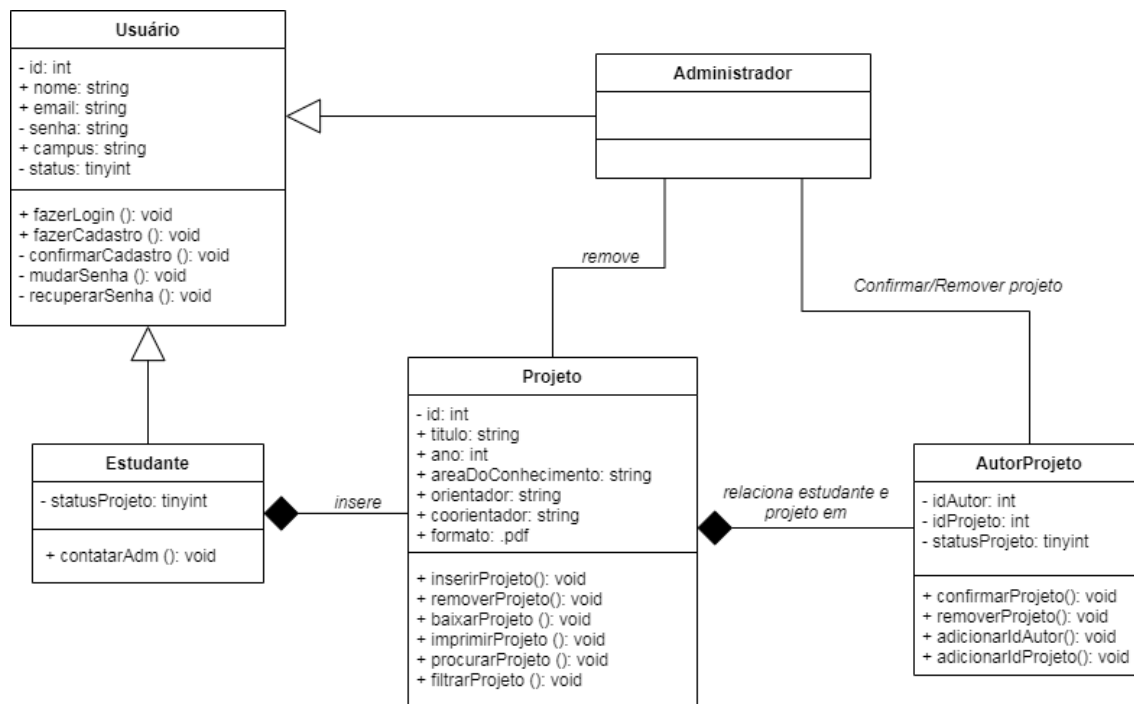 Usuário
- id: int
+ nome: string
+ email: string
- senha: string
+ campus: string
- status: tinyint
+ fazerLogin (): void
+ fazerCadastro (): void
- confirmarCadastro (): void
- mudarSenha (): void
- recuperarSenha (): void
Administrador
remove
Confirmar/Remover projeto
Estudante
- statusProjeto: tinyint
+ contatarAdm (): void
insere
Projeto
- id: int
+ titulo: string
+ ano: int
+ areaDoConhecimento: string
+ orientador: string
+ coorientador: string
+ formato: .pdf
+ inserirProjeto(): void
+ removerProjeto(): void
+ baixarProjeto (): void
+ imprimirProjeto (): void
+ procurarProjeto (): void
+ filtrarProjeto (): void
relaciona estudante e
projeto em
AutorProjeto
- idAutor: int
- idProjeto: int
- statusProjeto: tinyint
+ confirmarProjeto(): void
+ removerProjeto(): void
+ adicionarIdAutor(): void
+ adicionarIdProjeto(): void